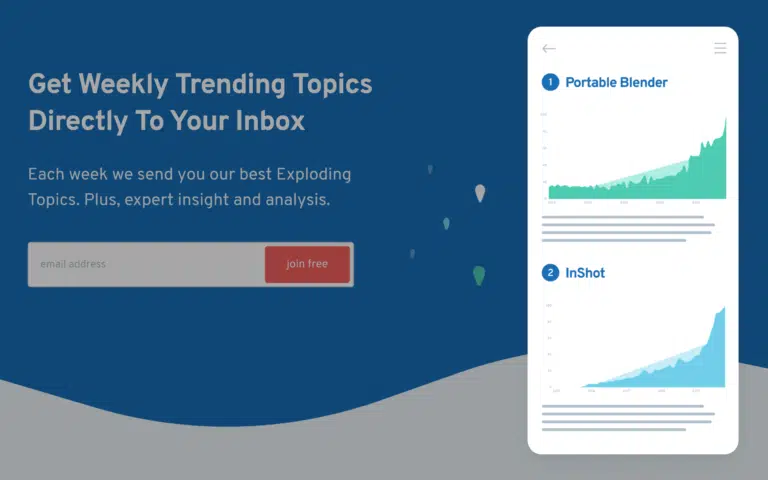 Get Weekly Trending Topics
Directly To Your Inbox
Each week we send you our best Exploding
Topics. Plus, expert insight and analysis.
email address
join free
1 Portable Blender
2 InShot